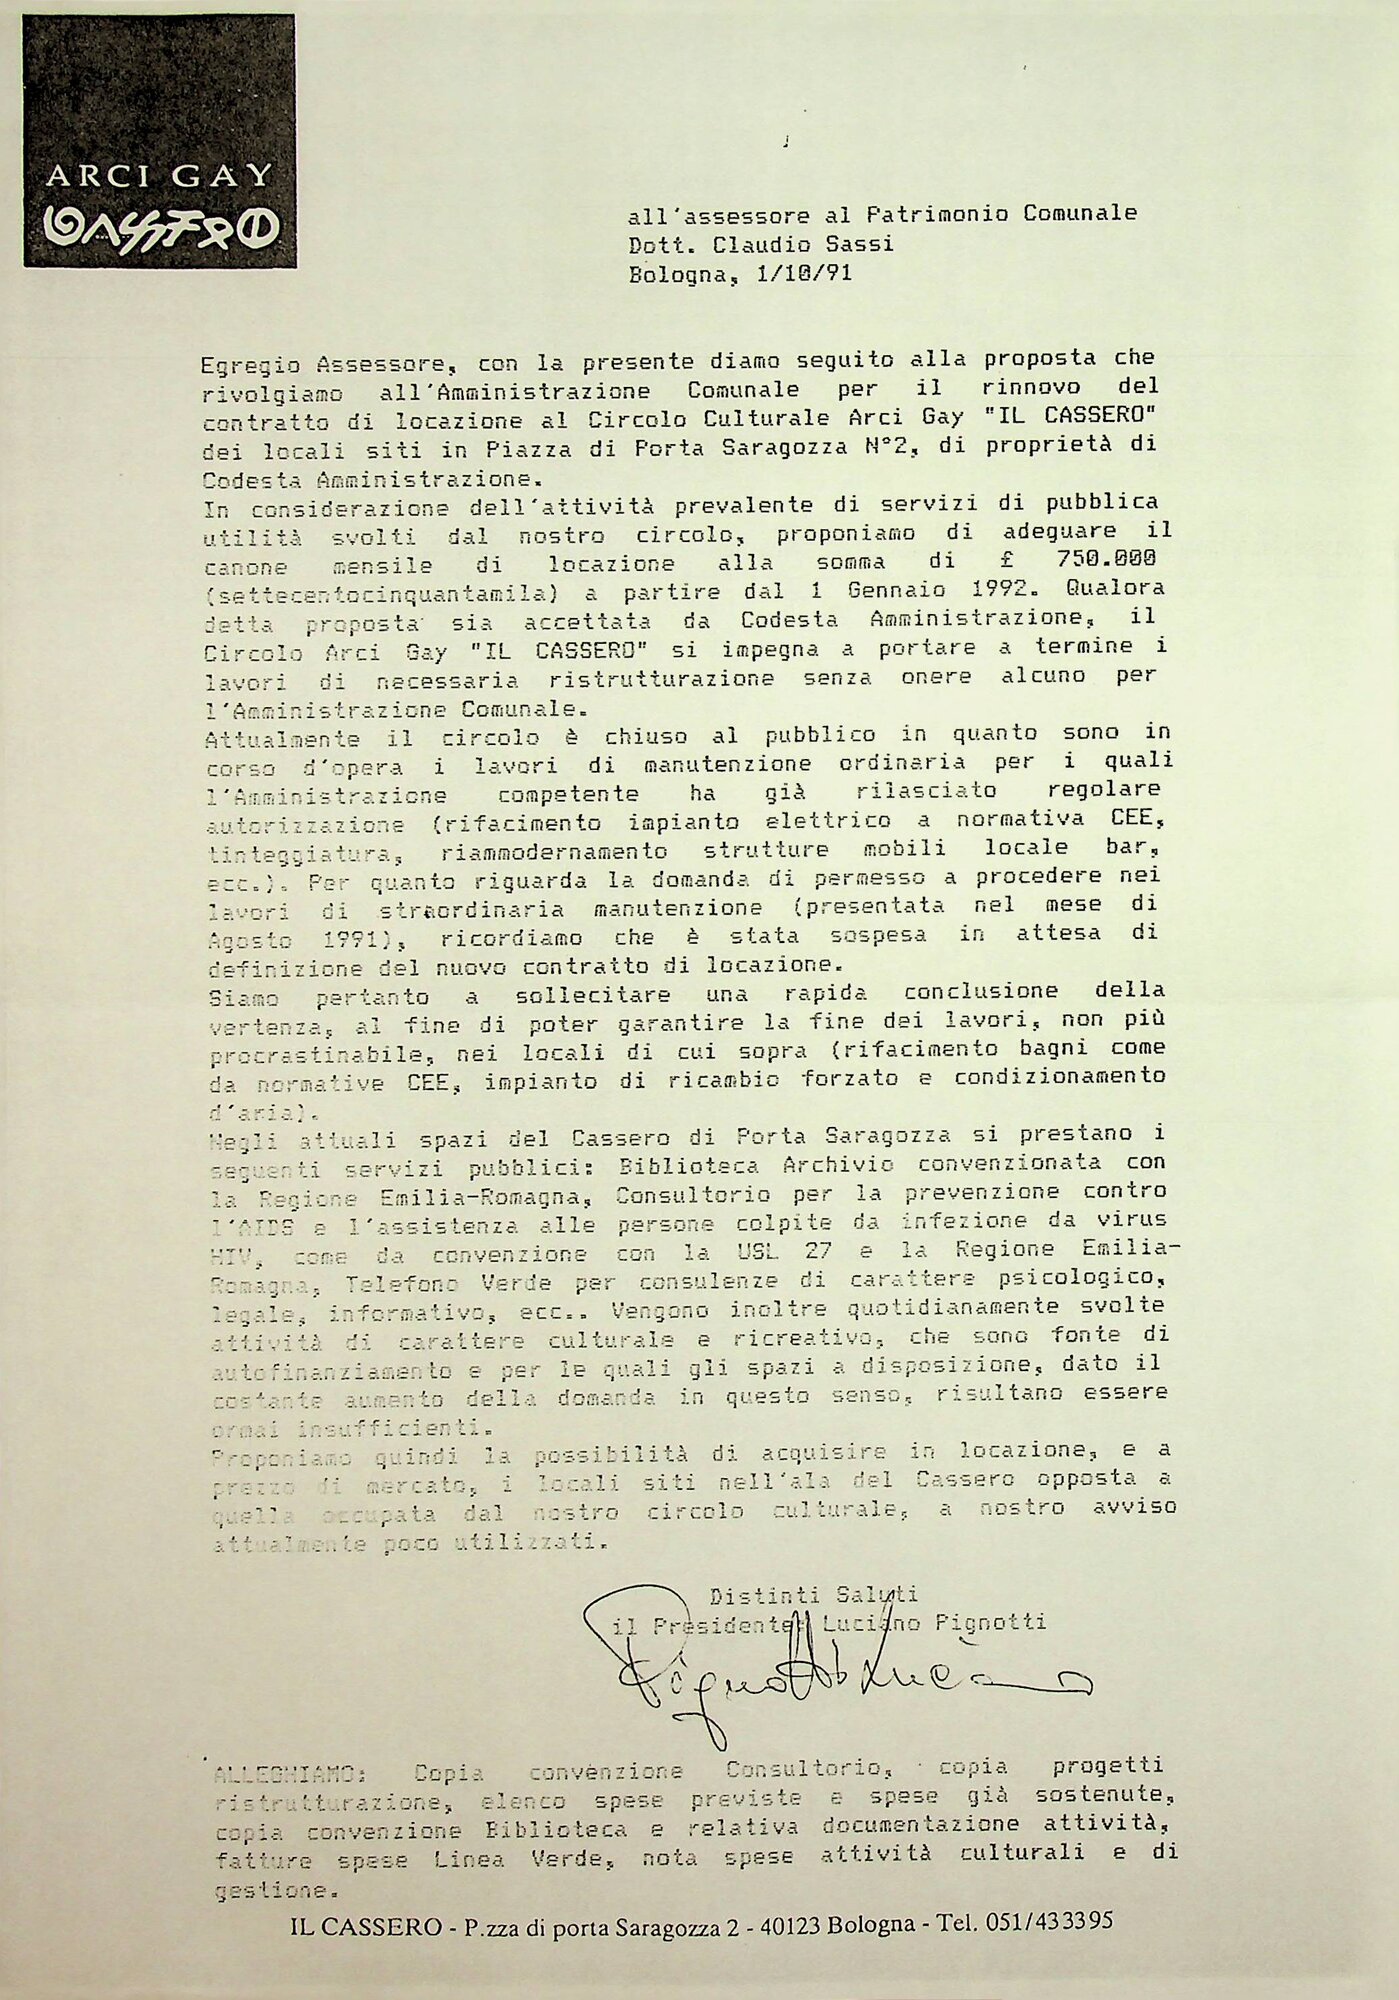 ARCI GAY
CASSERO
all'assessore al Patrimonio Comunale
Dott. Claudio Sassi
Bologna, 1/10/91
Egregio Assessore, con la presente diamo seguito alla proposta che
rivolgiamo all'Amministrazione Comunale per il rinnovo del
contratto di locazione al Circolo Culturale Arci Gay "IL CASSERO"
dei locali siti in Piazza di Porta Saragozza N°2, di proprietà di
Codesta Amministrazione.
In considerazione dell'attività prevalente di servizi di pubblica
utilità svolti dal nostro circolo, proponiamo di adeguare il
canone mensile di locazione alla somma di £ 750.000
(settecentocinquantamila) a partire dal 1 Gennaio 1992. Qualora
detta proposta sia accettata da Codesta Amministrazione, il
Circolo Arci Gay "IL CASSERO" si impegna a portare a termine i
lavori di necessaria ristrutturazione senza onere alcuno per
l'Amministrazione Comunale.
Attualmente il circolo è chiuso al pubblico in quanto sono in
corso d'opera i lavori di manutenzione ordinaria per i quali
l'Amministrazione competente ha già rilasciato regolare
autorizzazione (rifacimento impianto elettrico a normativa CEE,
tinteggiatura, riammodernamento strutture mobili locale bar,
ecc.). Per quanto riguarda la domanda di permesso a procedere nei
lavori di straordinaria manutenzione (presentata nel mese di
Agosto 1991), ricordiamo che è stata sospesa in attesa di
definizione del nuovo contratto di locazione.
Siamo pertanto a sollecitare una rapida conclusione della
vertenza, al fine di poter garantire la fine dei lavori, non più
procrastinabile, nei locali di cui sopra (rifacimento bagni come
da normative CEE, impianto di ricambio forzato e condizionamento
d'aria).
Negli attuali spazi del Cassero di Porta Saragozza si prestano i
seguenti servizi pubblici: Biblioteca Archivio convenzionata con
la Regione Emilia-Romagna, Consultorio per la prevenzione contro
l'AIDS e l'assistenza alle persone colpite da infezione da virus
HIV, come da convenzione con la USL 27 e la Regione Emilia-
Romagna, Telefono Verde per consulenze di carattere psicologico,
legale, informativo, ecc.. Vengono inoltre quotidianamente svolte
attività di carattere culturale e ricreativo, che sono fonte di
autofinanziamento e per le quali gli spazi a disposizione, dato il
costante aumento della domanda in questo senso, risultano essere
ormai insufficienti.
Proponiamo quindi la possibilità di acquisire in locazione, e a
prezzo di mercato, i locali siti nell'ala del Cassero opposta a
quella occupata dal nostro circolo culturale, a nostro avviso
attualmente poco utilizzati.
Distinti Saluti
il Presidente: Luciano Pignotti
Pignotti Luciano
ALLEGHIAMO: Copia convenzione Consultorio, copia progetti
ristrutturazione, elenco spese previste e spese già sostenute,
copia convenzione Biblioteca e relativa documentazione attività,
fatture spese Linea Verde, nota spese attività culturali e di
gestione.
IL CASSERO - P.zza di porta Saragozza 2 - 40123 Bologna - Tel. 051/433395